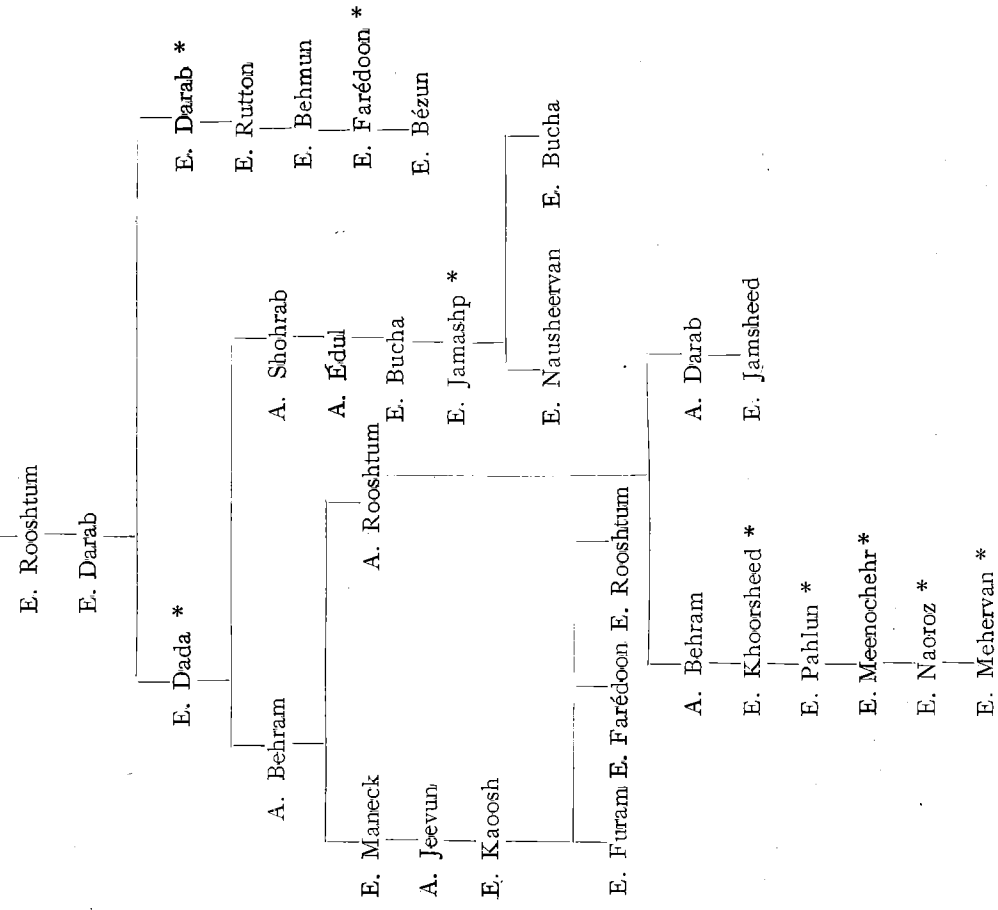 E. Rooshtum
E. Darab
E. Dada *
E. Darab *
E. Rutton
E. Behmun
E. Farédoon *
E. Bézun
A. Behram
A. Shohrab
A. Édul
E. Bucha
E. Jamashp *
E. Nausheervan
E. Bucha
E. Maneck
A. Jeevun
E. Kaoosh
A. Rooshtum
E. Furam E. Farédoon E. Rooshtum
A. Behram
E. Khoorsheed *
E. Pahlun *
E. Meenochehr *
E. Naoroz *
E. Mehervan *
A. Darab
E. Jamsheed